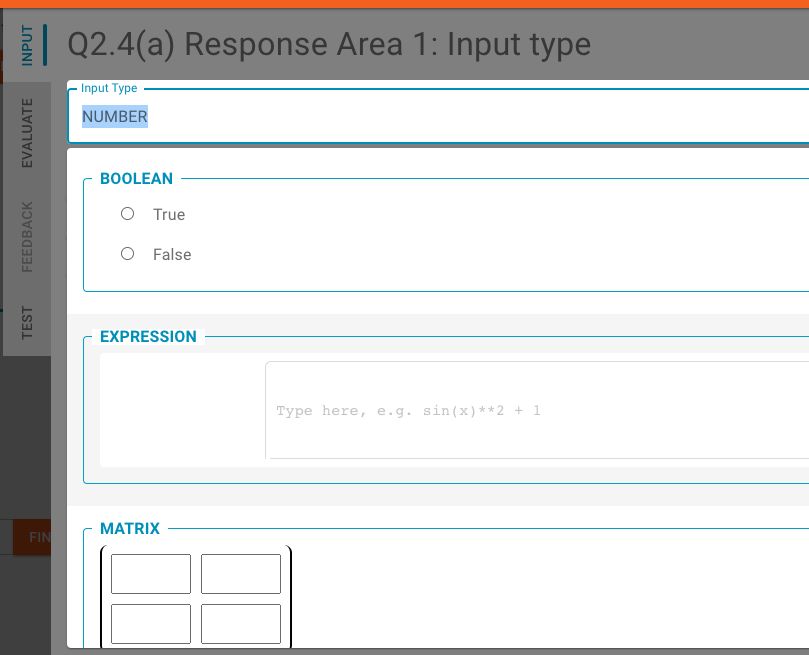 Q2.4(a) Response Area 1: Input type
INPUT
EVALUATE
FEEDBACK
TEST
Input Type
NUMBER
BOOLEAN
True
False
EXPRESSION
Type here, e.g. sin(x)**2 + 1
MATRIX
FIN